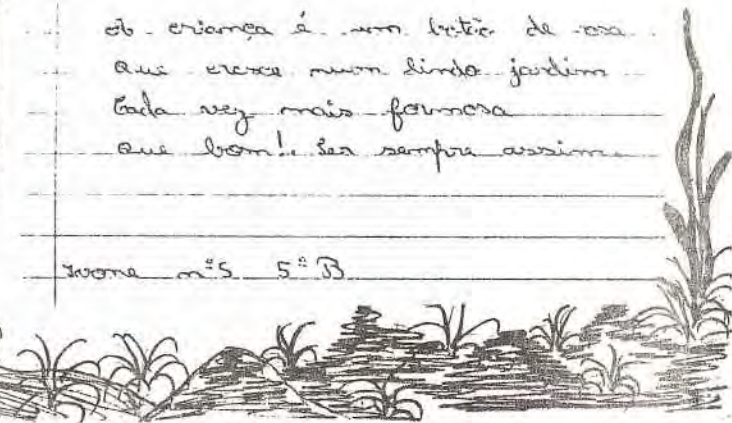 A criança é um botão de rosa
Que cresce num lindo jardim
Cada vez mais formosa
Que bom! Ser sempre assim.
Ivone nº5 5ª B